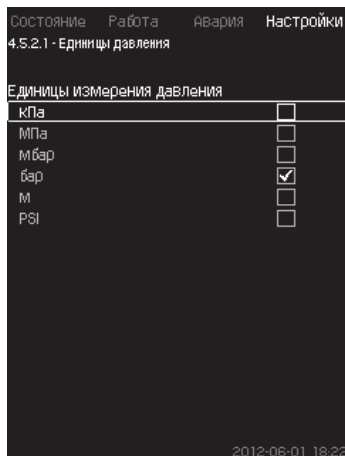 Состояние Работа Авария Настройки
4.5.2.1 - Единицы давления
Единицы измерения давления
кПа
МПа
Мбар
бар
М
PSI
2012-06-01 18:22